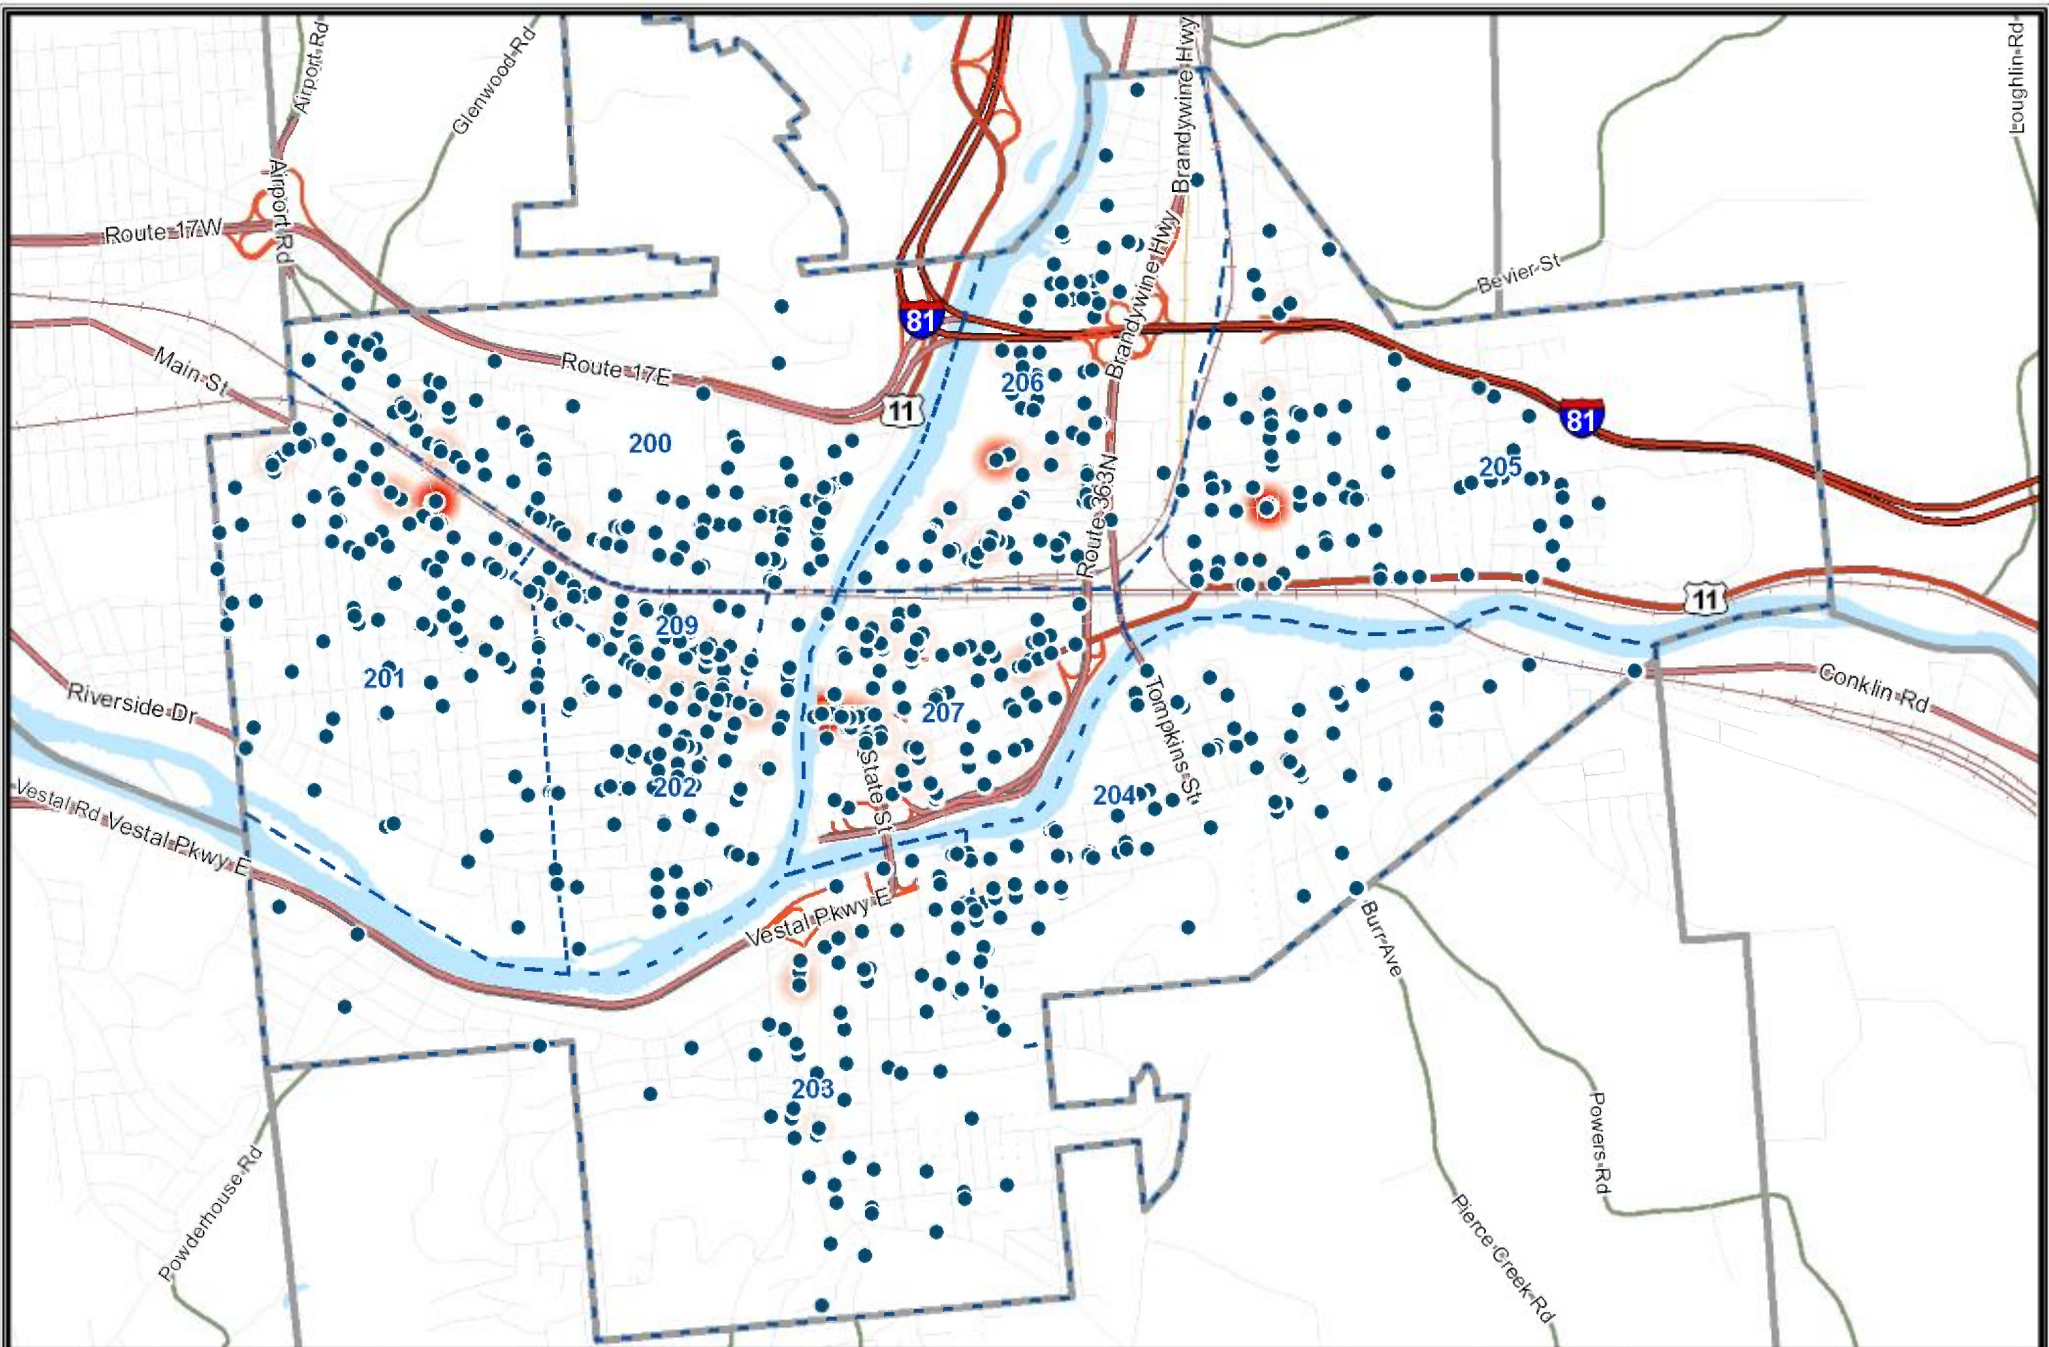 Airport Rd
Glenwood Rd
Brandywine Hwy
Loughlin Rd
Airport Rd
Brandywine Hwy
Route 17W
Bevier St
81
Main St
Route 17E
Brandywine Hwy
206
11
81
200
205
Route 363N
11
209
201
Riverside Dr
207
Conklin Rd
Tompkins St
State St
202
204
Vestal Rd
Vestal Pkwy E
Vestal Pkwy E
Burr Ave
203
Powers Rd
Powderhouse Rd
Pierce Creek Rd